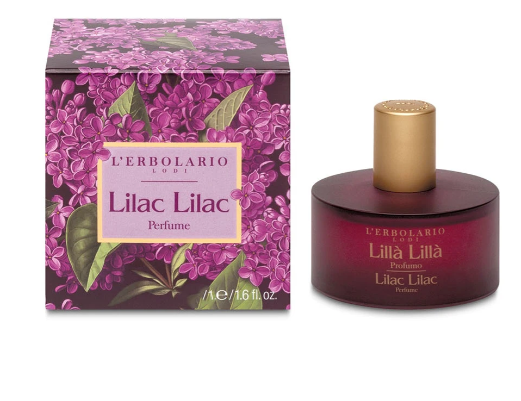 L'ERBOLARIO
LODI
Lilac Lilac
Perfume
1.6 fl. oz.
L'ERBOLARIO
LODI
Lillà Lillà
Profumo
Lilac Lilac
Perfume